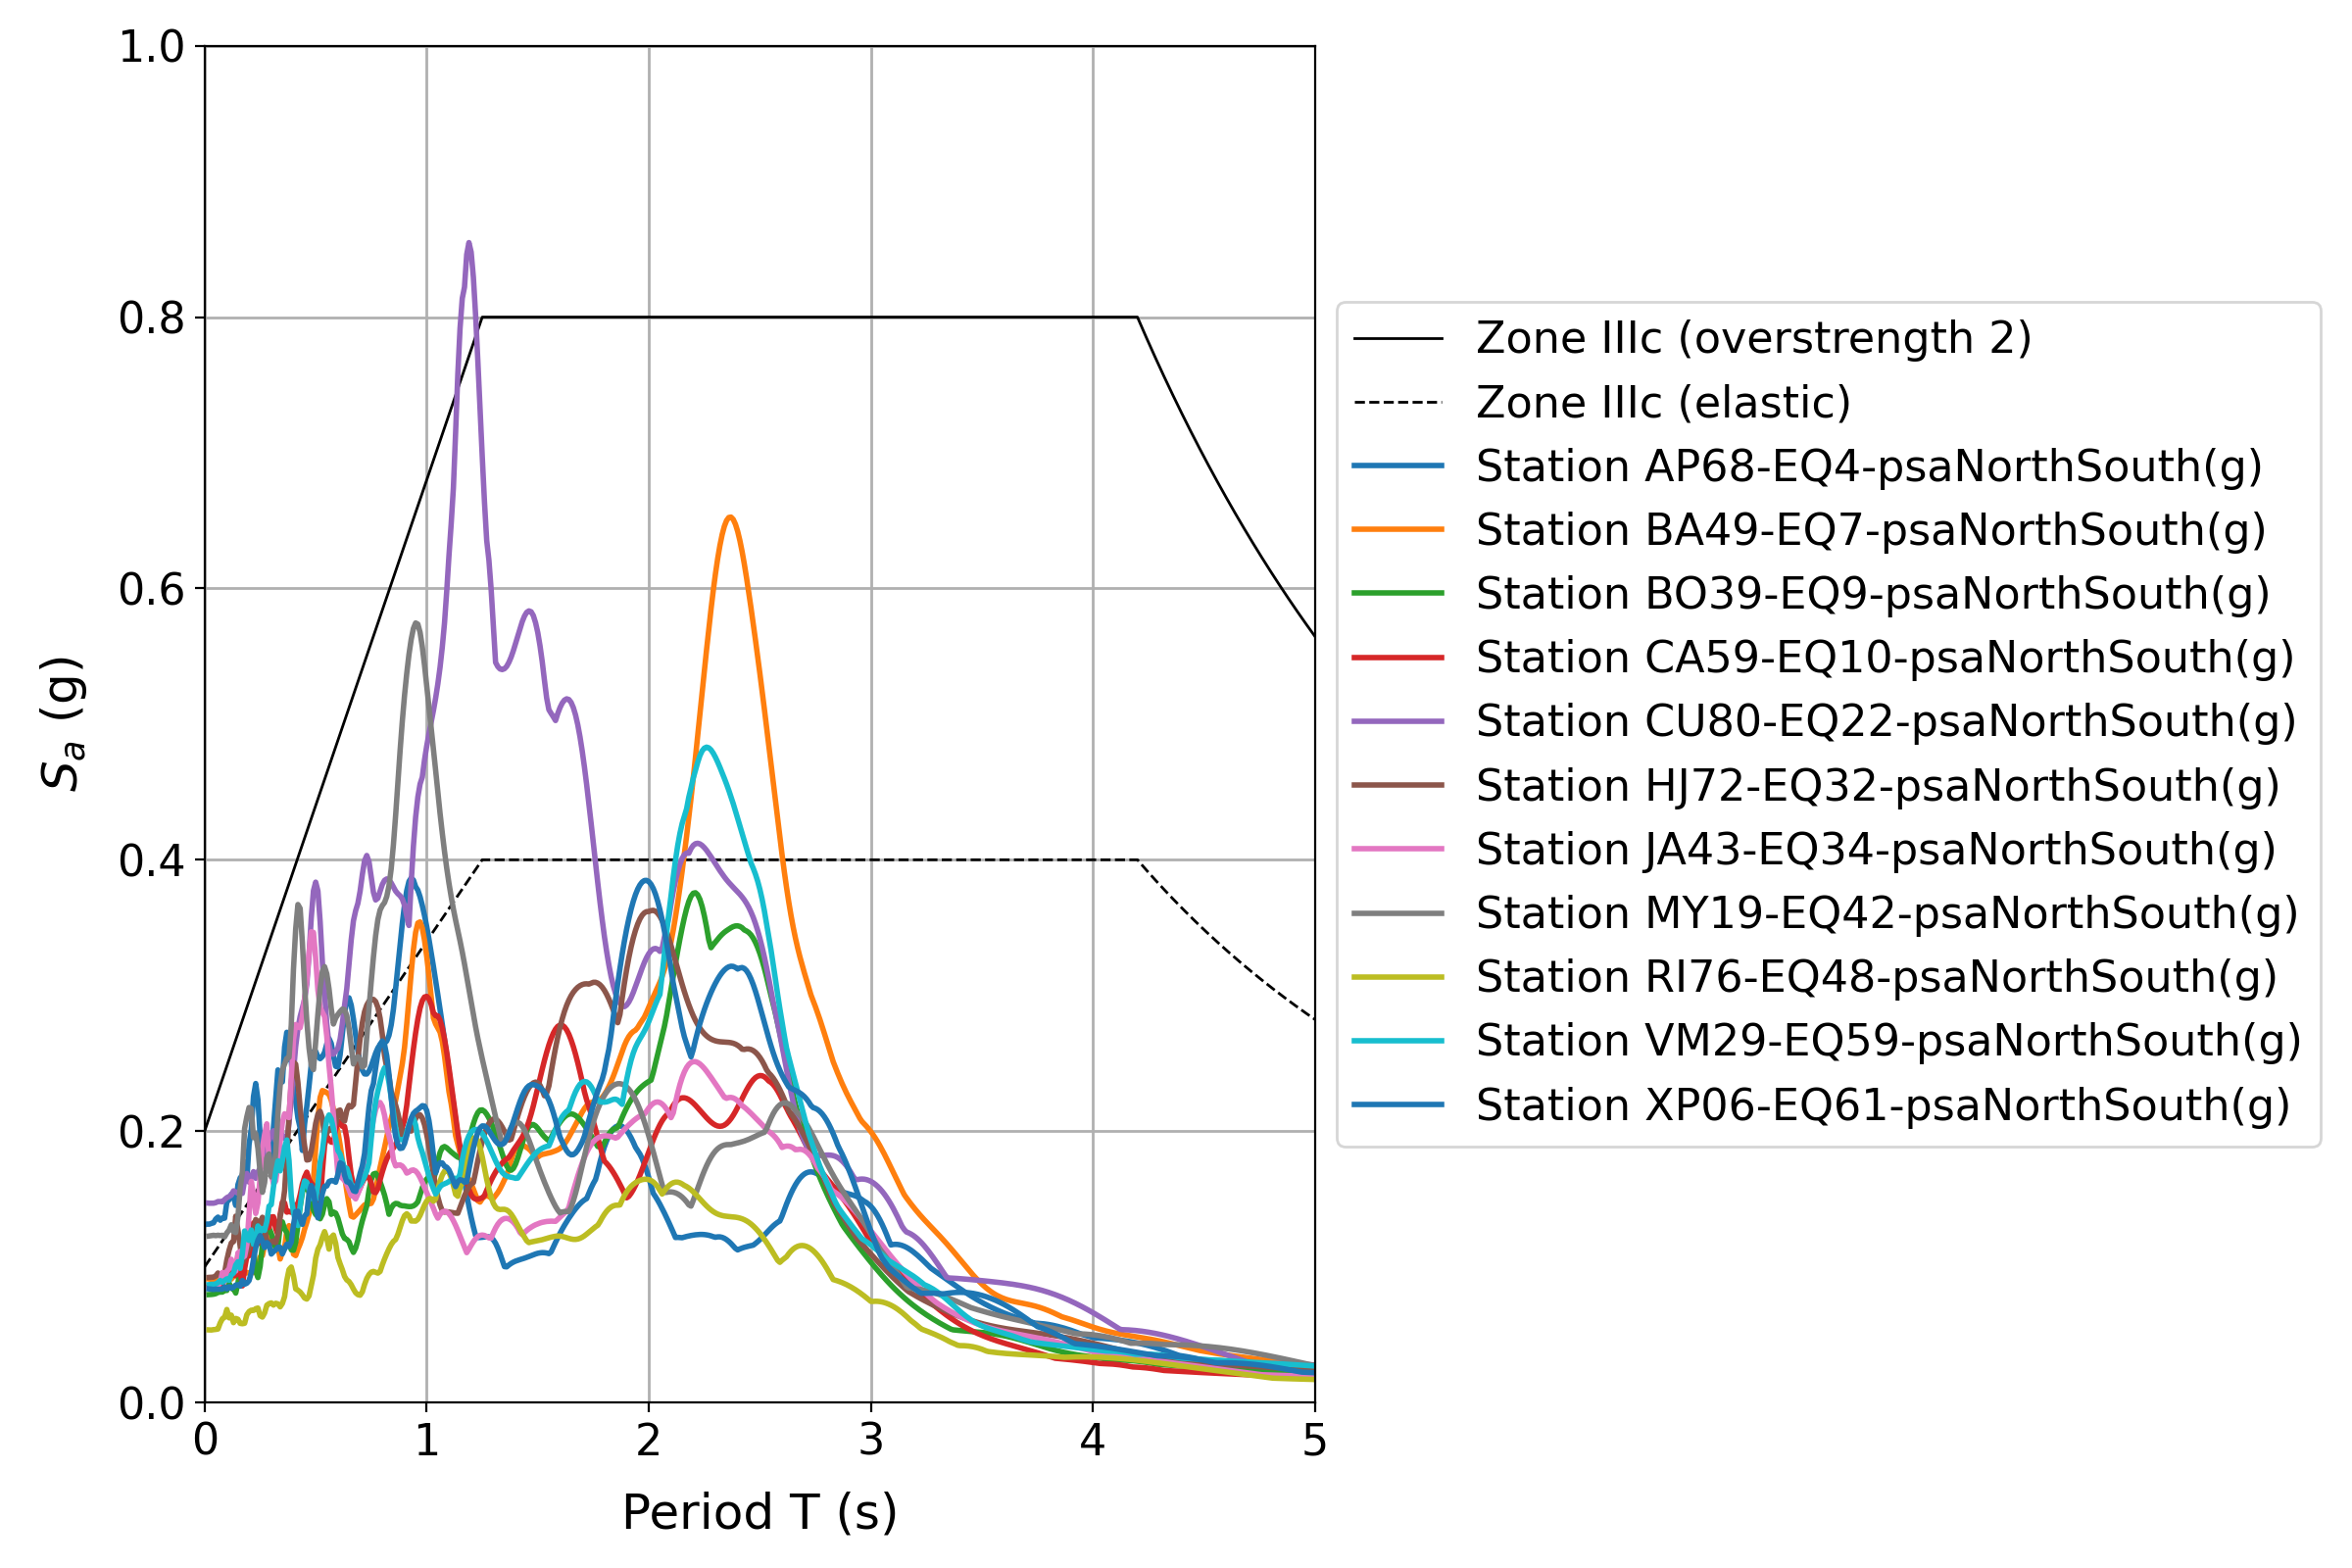 1.0
0.8
0.6
0.4
0.2
0.0
0 1 2 3 4 5
Sa (g)
Period T (s)
Zone IIIc (overstrength 2)
Zone IIIc (elastic)
Station AP68-EQ4-psaNorthSouth(g)
Station BA49-EQ7-psaNorthSouth(g)
Station BO39-EQ9-psaNorthSouth(g)
Station CA59-EQ10-psaNorthSouth(g)
Station CU80-EQ22-psaNorthSouth(g)
Station HJ72-EQ32-psaNorthSouth(g)
Station JA43-EQ34-psaNorthSouth(g)
Station MY19-EQ42-psaNorthSouth(g)
Station RI76-EQ48-psaNorthSouth(g)
Station VM29-EQ59-psaNorthSouth(g)
Station XP06-EQ61-psaNorthSouth(g)